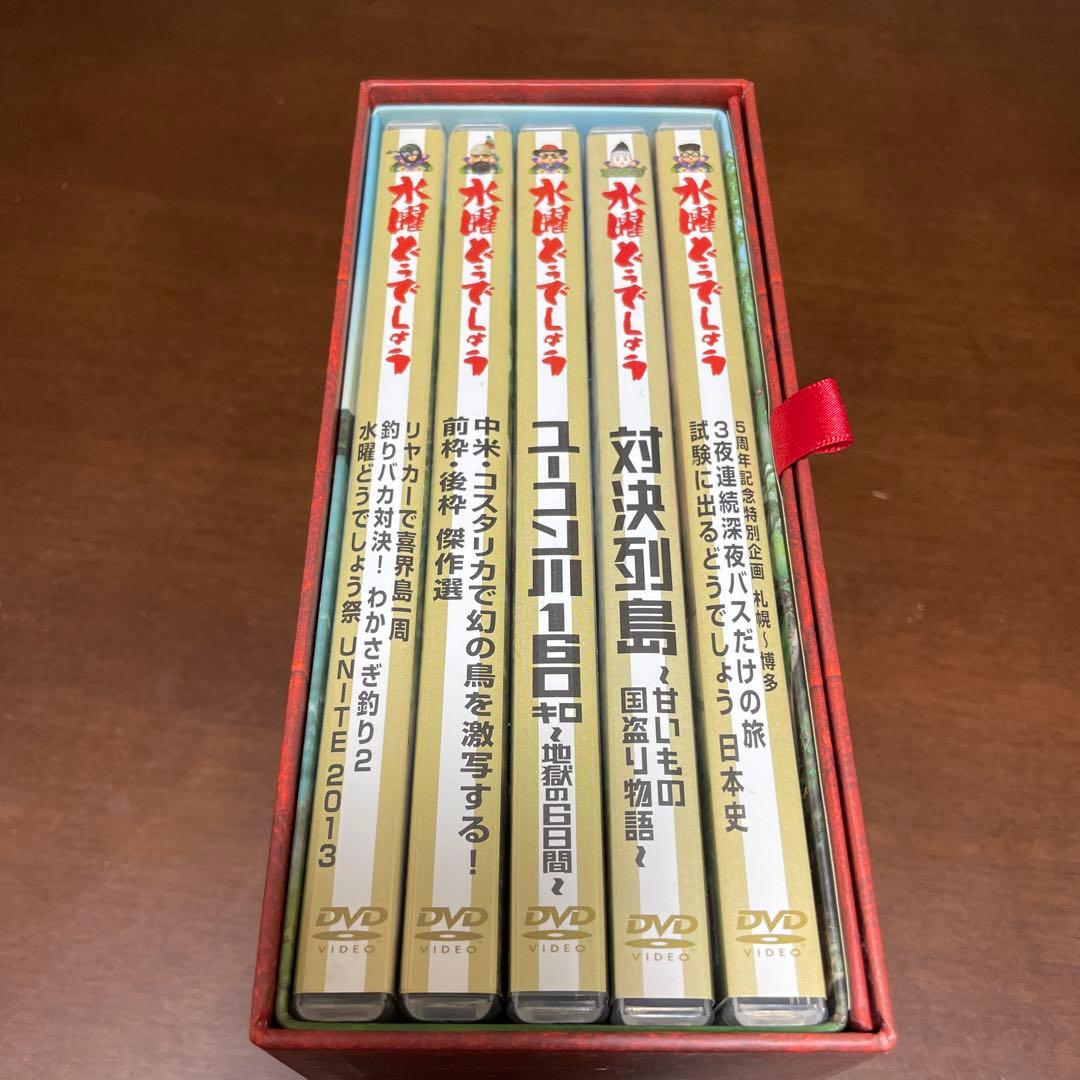 水曜どうでしょう
リヤカーで喜界島一周
釣りバカ対決！わかさぎ釣り2
水曜どうでしょう祭 UNITE 2013
DVD
VIDEO
水曜どうでしょう
中米・コスタリカで幻の鳥を激写する！
前枠・後枠 傑作選
DVD
VIDEO
水曜どうでしょう
ユーコン川160キロ
～地獄の6日間～
DVD
VIDEO
水曜どうでしょう
対決列島
～甘いもの
国盗り物語～
DVD
VIDEO
水曜どうでしょう
5周年記念特別企画 札幌～博多
3夜連続深夜バスだけの旅
試験に出るどうでしょう 日本史
DVD
VIDEO